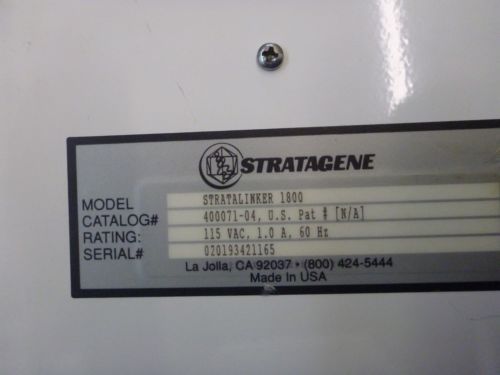 STRATAGENE
MODEL STRATALINKER 1800
CATALOG# 400071-04, U.S. Pat # [N/A]
RATING: 115 VAC, 1.0 A, 60 Hz
SERIAL# 020193421165
La Jolla, CA 92037 • (800) 424-5444
Made In USA